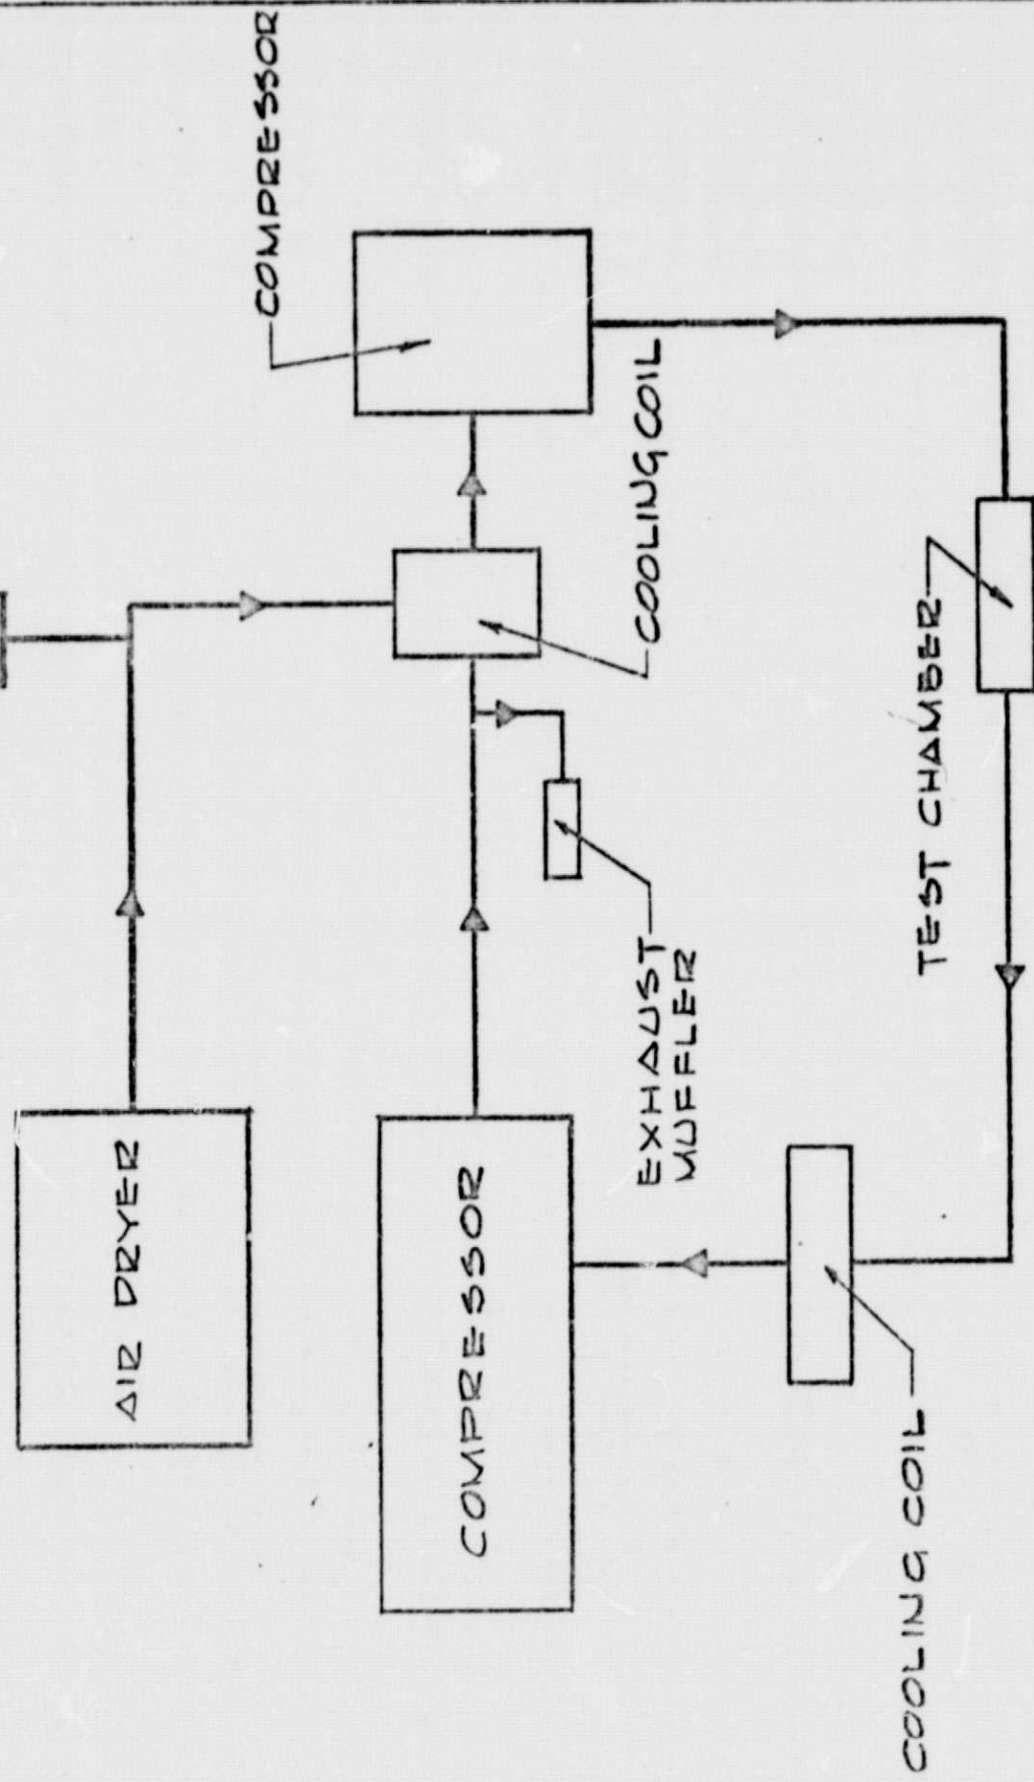 AIR DRYER
COMPRESSOR
COMPRESSOR
COOLING COIL
EXHAUST
MUFFLER
TEST CHAMBER
COOLING COIL